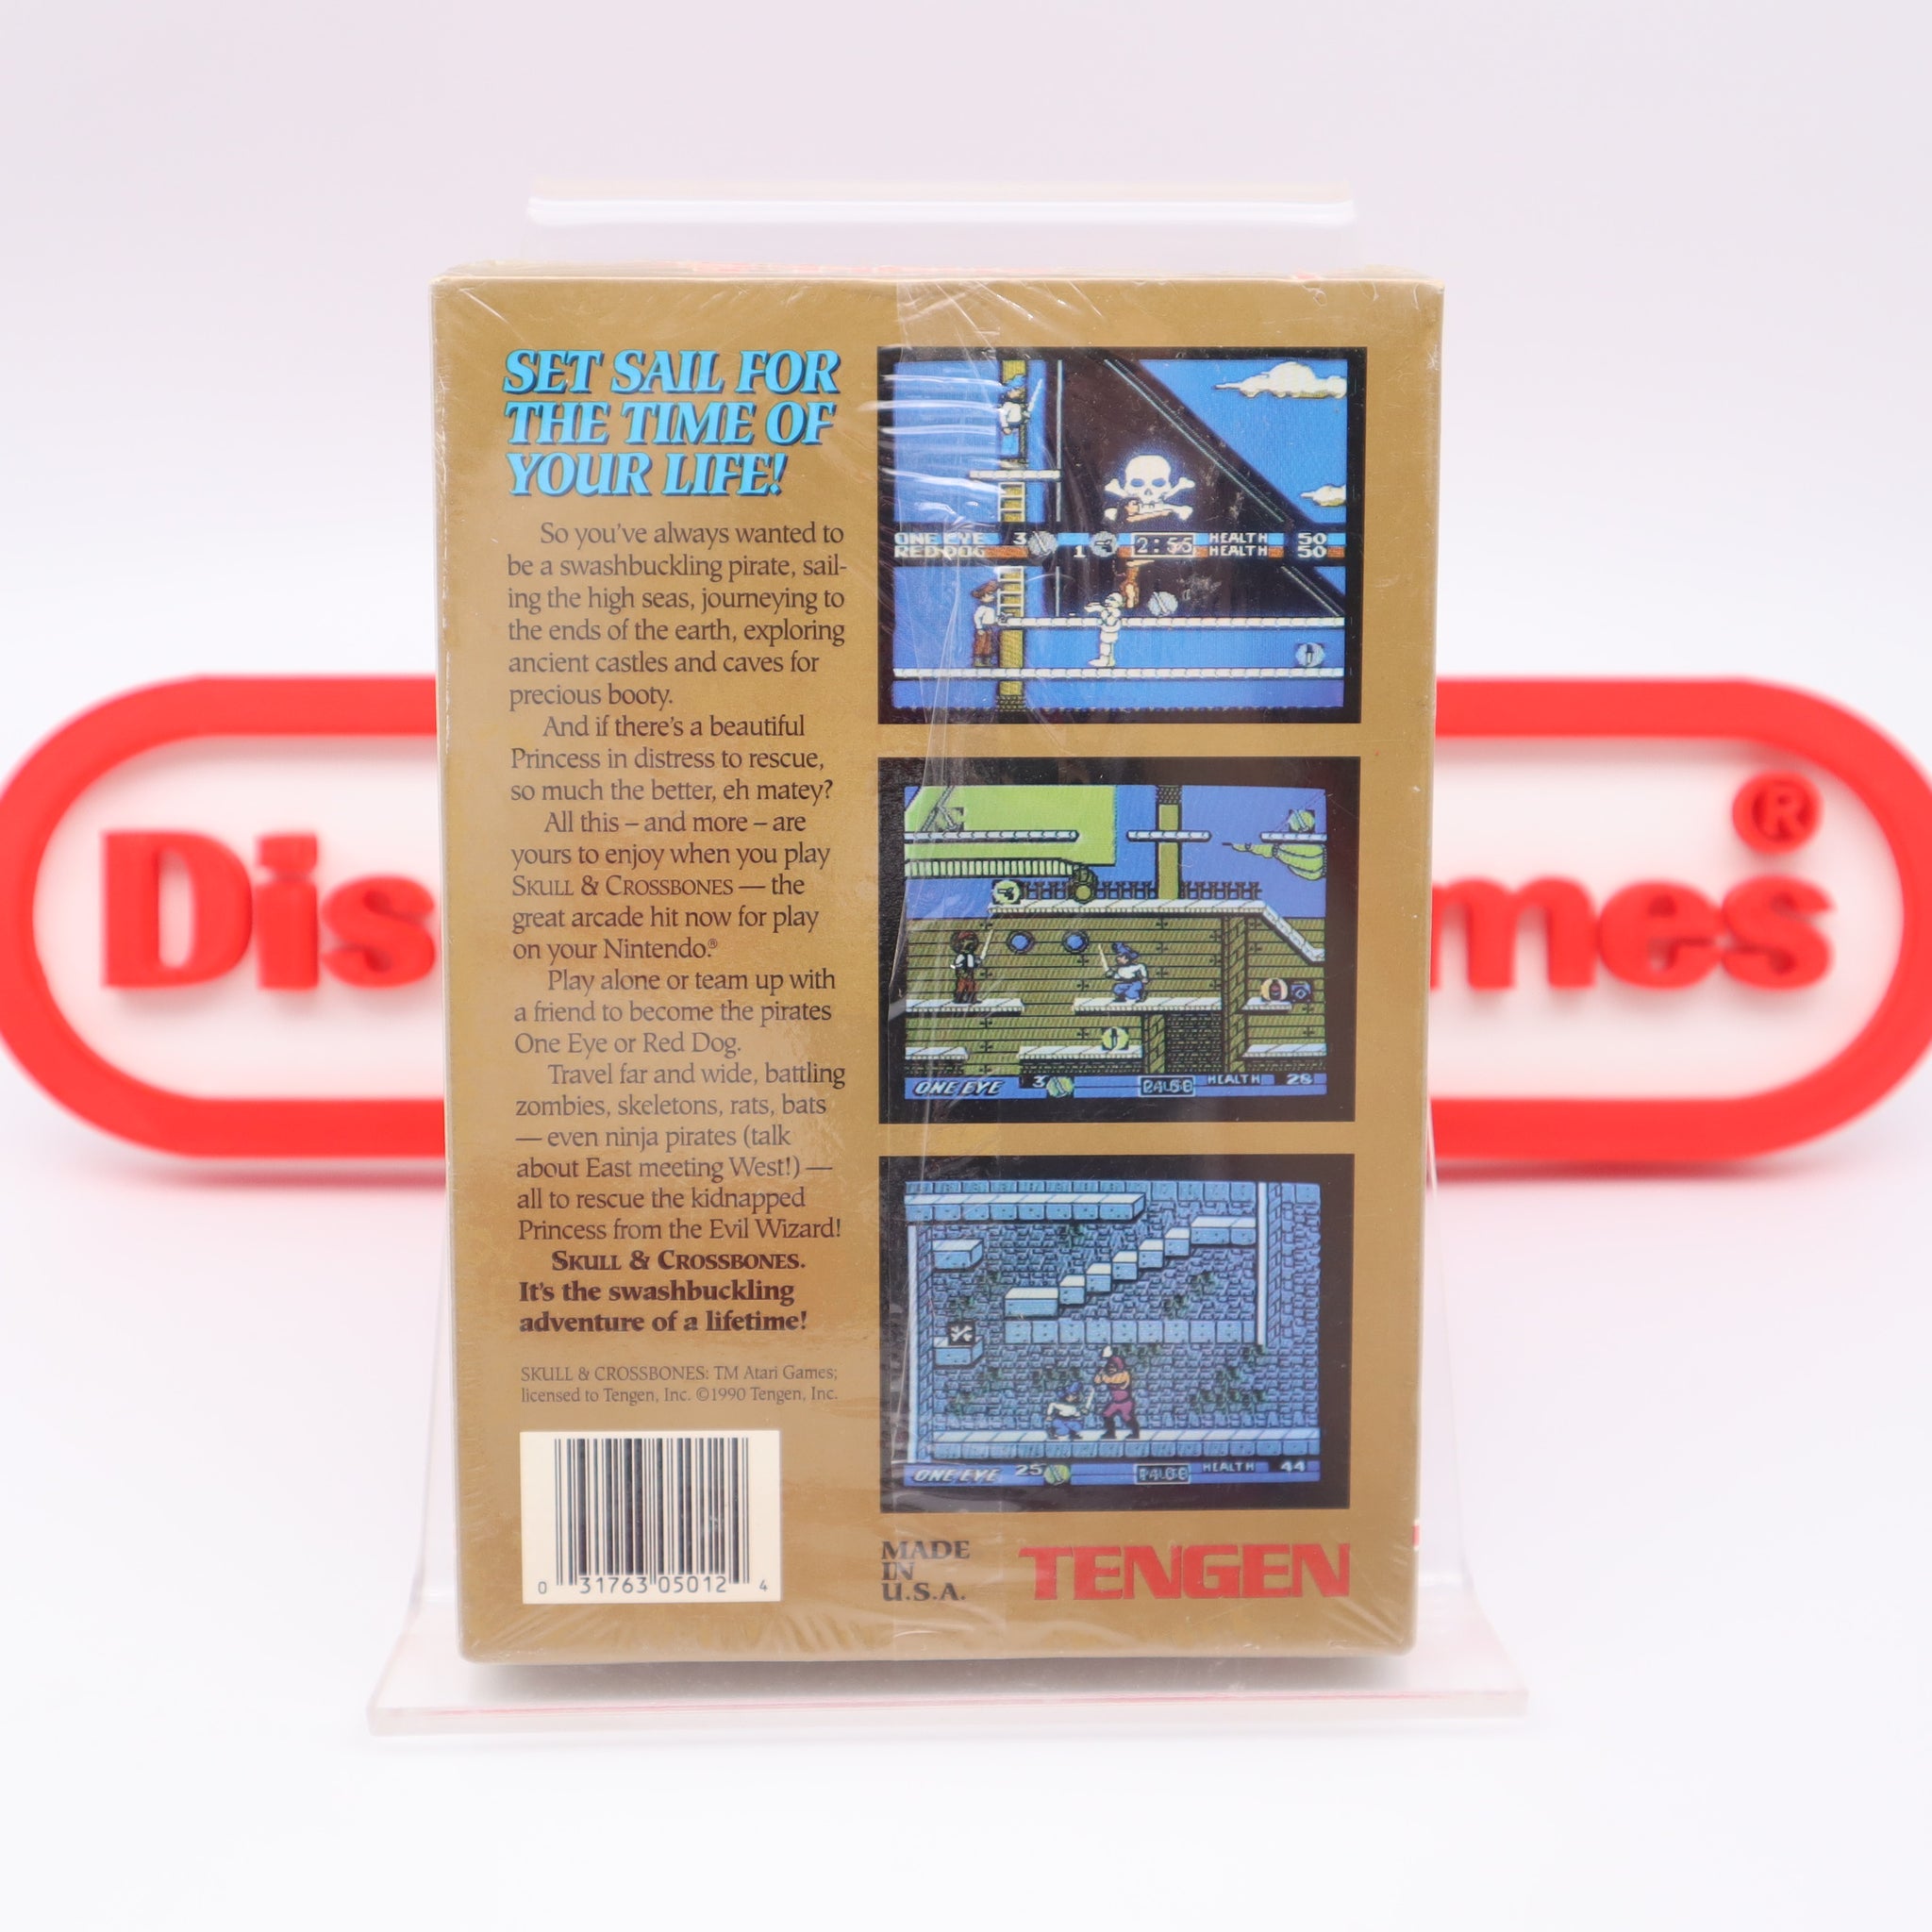 SET SAIL FOR
THE TIME OF
YOUR LIFE!
So you've always wanted to
be a swashbuckling pirate, sail-
ing the high seas, journeying to
the ends of the earth, exploring
ancient castles and caves for
precious booty.
And if there's a beautiful
Princess in distress to rescue,
so much the better, eh matey?
All this – and more – are
yours to enjoy when you play
SKULL & CROSSBONES — the
great arcade hit now for play
on your Nintendo.®
Play alone or team up with
a friend to become the pirates
One Eye or Red Dog.
Travel far and wide, battling
zombies, skeletons, rats, bats
— even ninja pirates (talk
about East meeting West!) —
all to rescue the kidnapped
Princess from the Evil Wizard!
SKULL & CROSSBONES.
It's the swashbuckling
adventure of a lifetime!
SKULL & CROSSBONES: TM Atari Games;
licensed to Tengen, Inc. ©1990 Tengen, Inc.
0 31763 05012 4
ONE EYE 3 HEALTH 50
RED DOG 1 2:55 HEALTH 50
ONE EYE 3 PAUSE HEALTH 28
ONE EYE 25 PAUSE HEALTH 44
MADE
IN
U.S.A.
TENGEN
Dis
mes®